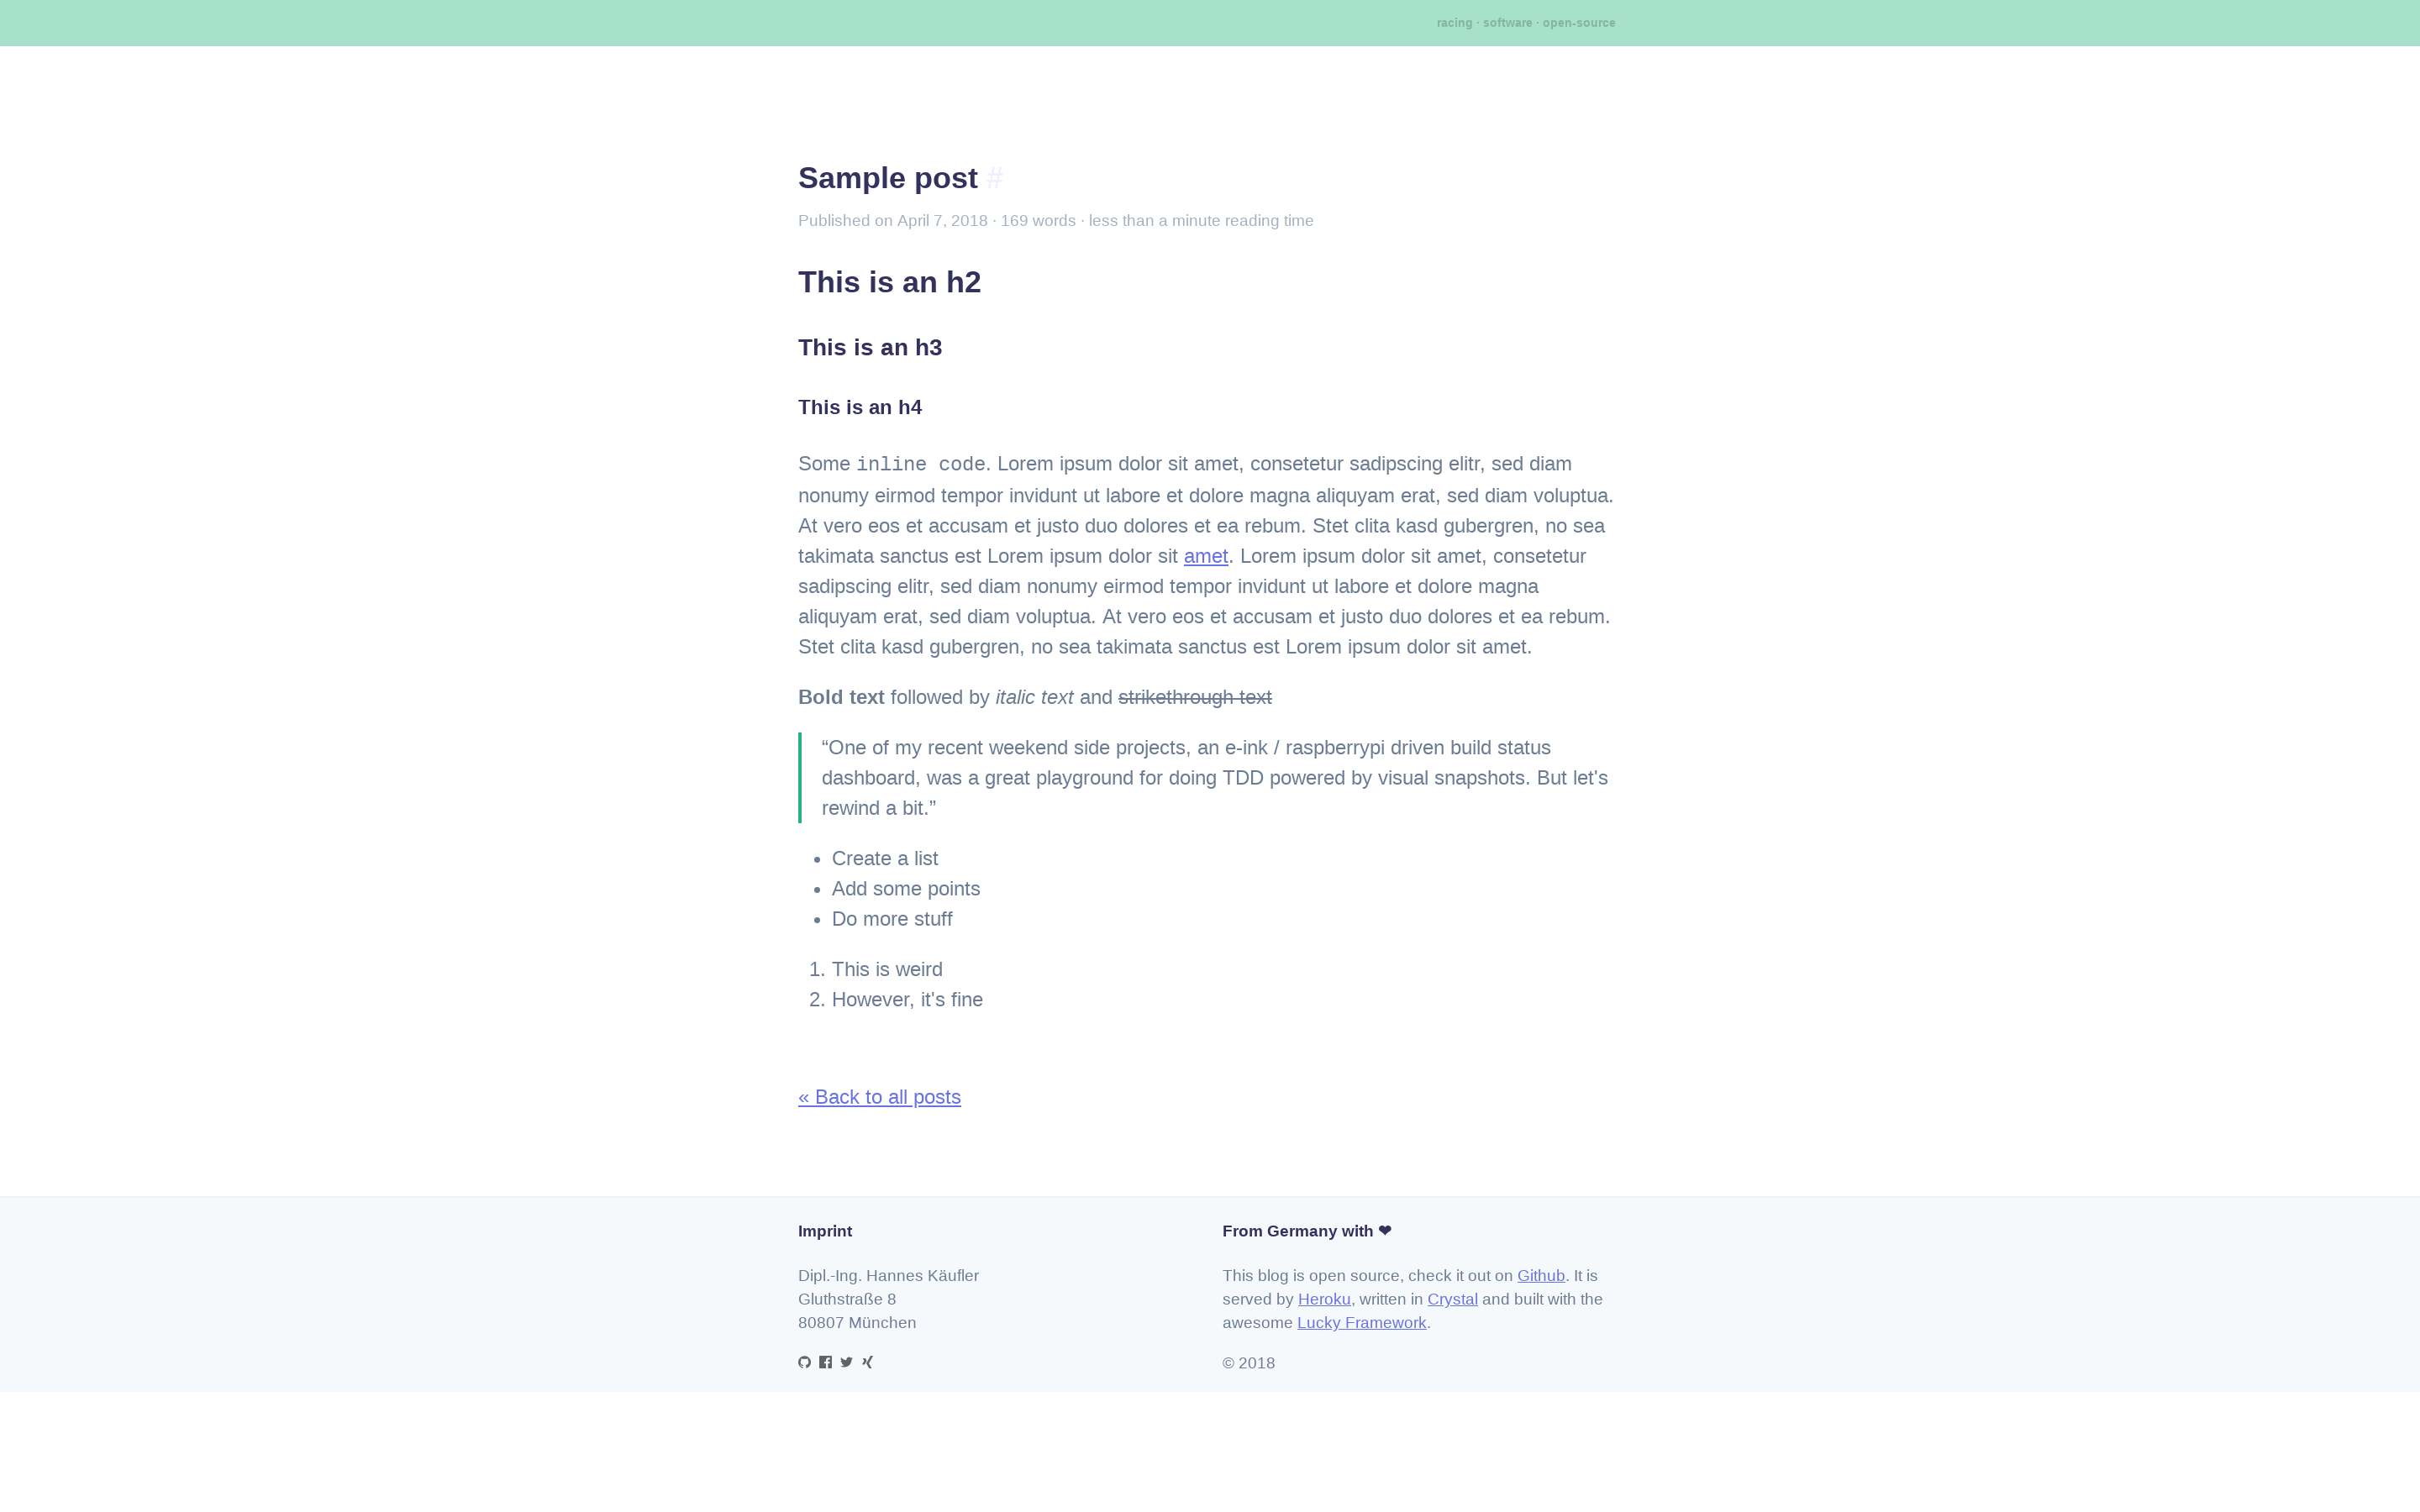 racing · software · open-source
Sample post #
Published on April 7, 2018 · 169 words · less than a minute reading time
This is an h2
This is an h3
This is an h4
Some inline code. Lorem ipsum dolor sit amet, consetetur sadipscing elitr, sed diam
nonumy eirmod tempor invidunt ut labore et dolore magna aliquyam erat, sed diam voluptua.
At vero eos et accusam et justo duo dolores et ea rebum. Stet clita kasd gubergren, no sea
takimata sanctus est Lorem ipsum dolor sit amet. Lorem ipsum dolor sit amet, consetetur
sadipscing elitr, sed diam nonumy eirmod tempor invidunt ut labore et dolore magna
aliquyam erat, sed diam voluptua. At vero eos et accusam et justo duo dolores et ea rebum.
Stet clita kasd gubergren, no sea takimata sanctus est Lorem ipsum dolor sit amet.
Bold text followed by italic text and strikethrough text
“One of my recent weekend side projects, an e-ink / raspberrypi driven build status
dashboard, was a great playground for doing TDD powered by visual snapshots. But let's
rewind a bit.”
• Create a list
• Add some points
• Do more stuff
1. This is weird
2. However, it's fine
« Back to all posts
Imprint
Dipl.-Ing. Hannes Käufler
Gluthstraße 8
80807 München
From Germany with ❤
This blog is open source, check it out on Github. It is
served by Heroku, written in Crystal and built with the
awesome Lucky Framework.
© 2018